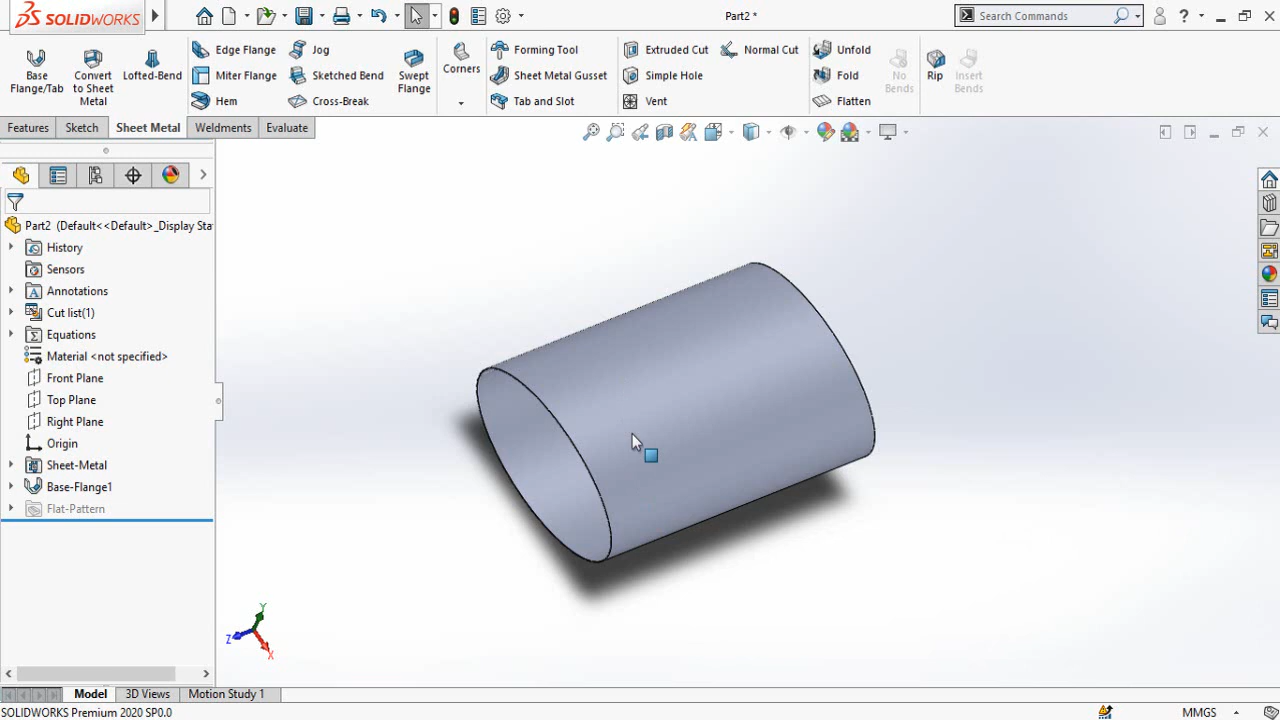 SOLIDWORKS
Part2 *
Search Commands
Base Flange/Tab
Convert to Sheet Metal
Lofted-Bend
Edge Flange
Miter Flange
Hem
Jog
Sketched Bend
Cross-Break
Swept Flange
Corners
Forming Tool
Sheet Metal Gusset
Tab and Slot
Extruded Cut
Simple Hole
Vent
Normal Cut
Unfold
Fold
Flatten
No Bends
Rip
Insert Bends
Features
Sketch
Sheet Metal
Weldments
Evaluate
Part2 (Default<<Default>_Display Sta
History
Sensors
Annotations
Cut list(1)
Equations
Material <not specified>
Front Plane
Top Plane
Right Plane
Origin
Sheet-Metal
Base-Flange1
Flat-Pattern
Y
Z
X
Model
3D Views
Motion Study 1
SOLIDWORKS Premium 2020 SP0.0
MMGS